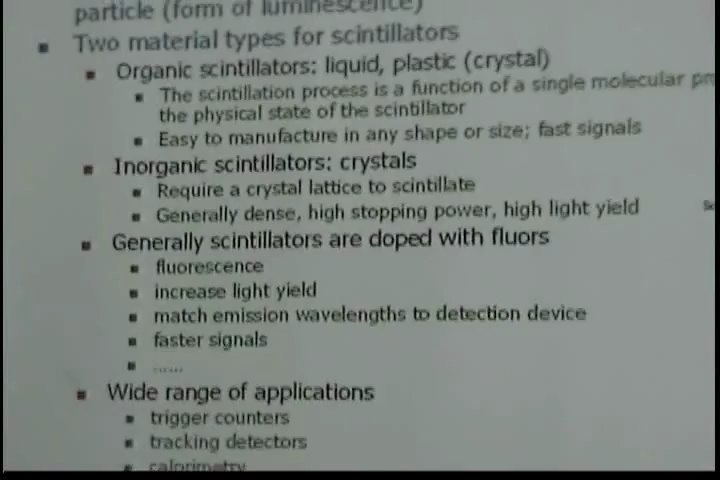 particle (form of luminescence)
Two material types for scintillators
Organic scintillators: liquid, plastic (crystal)
The scintillation process is a function of a single molecular
the physical state of the scintillator
Easy to manufacture in any shape or size; fast signals
Inorganic scintillators: crystals
Require a crystal lattice to scintillate
Generally dense, high stopping power, high light yield
Generally scintillators are doped with fluors
fluorescence
increase light yield
match emission wavelengths to detection device
faster signals
......
Wide range of applications
trigger counters
tracking detectors
calorimetry